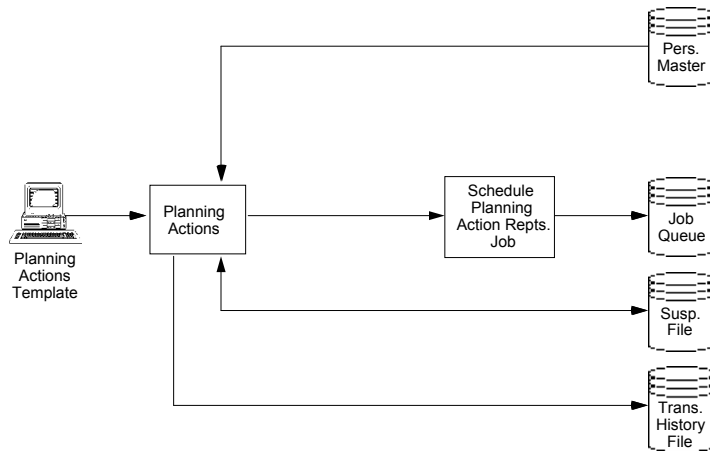 Pers.
Master
Planning
Actions
Template
Planning
Actions
Schedule
Planning
Action Repts.
Job
Job
Queue
Susp.
File
Trans.
History
File